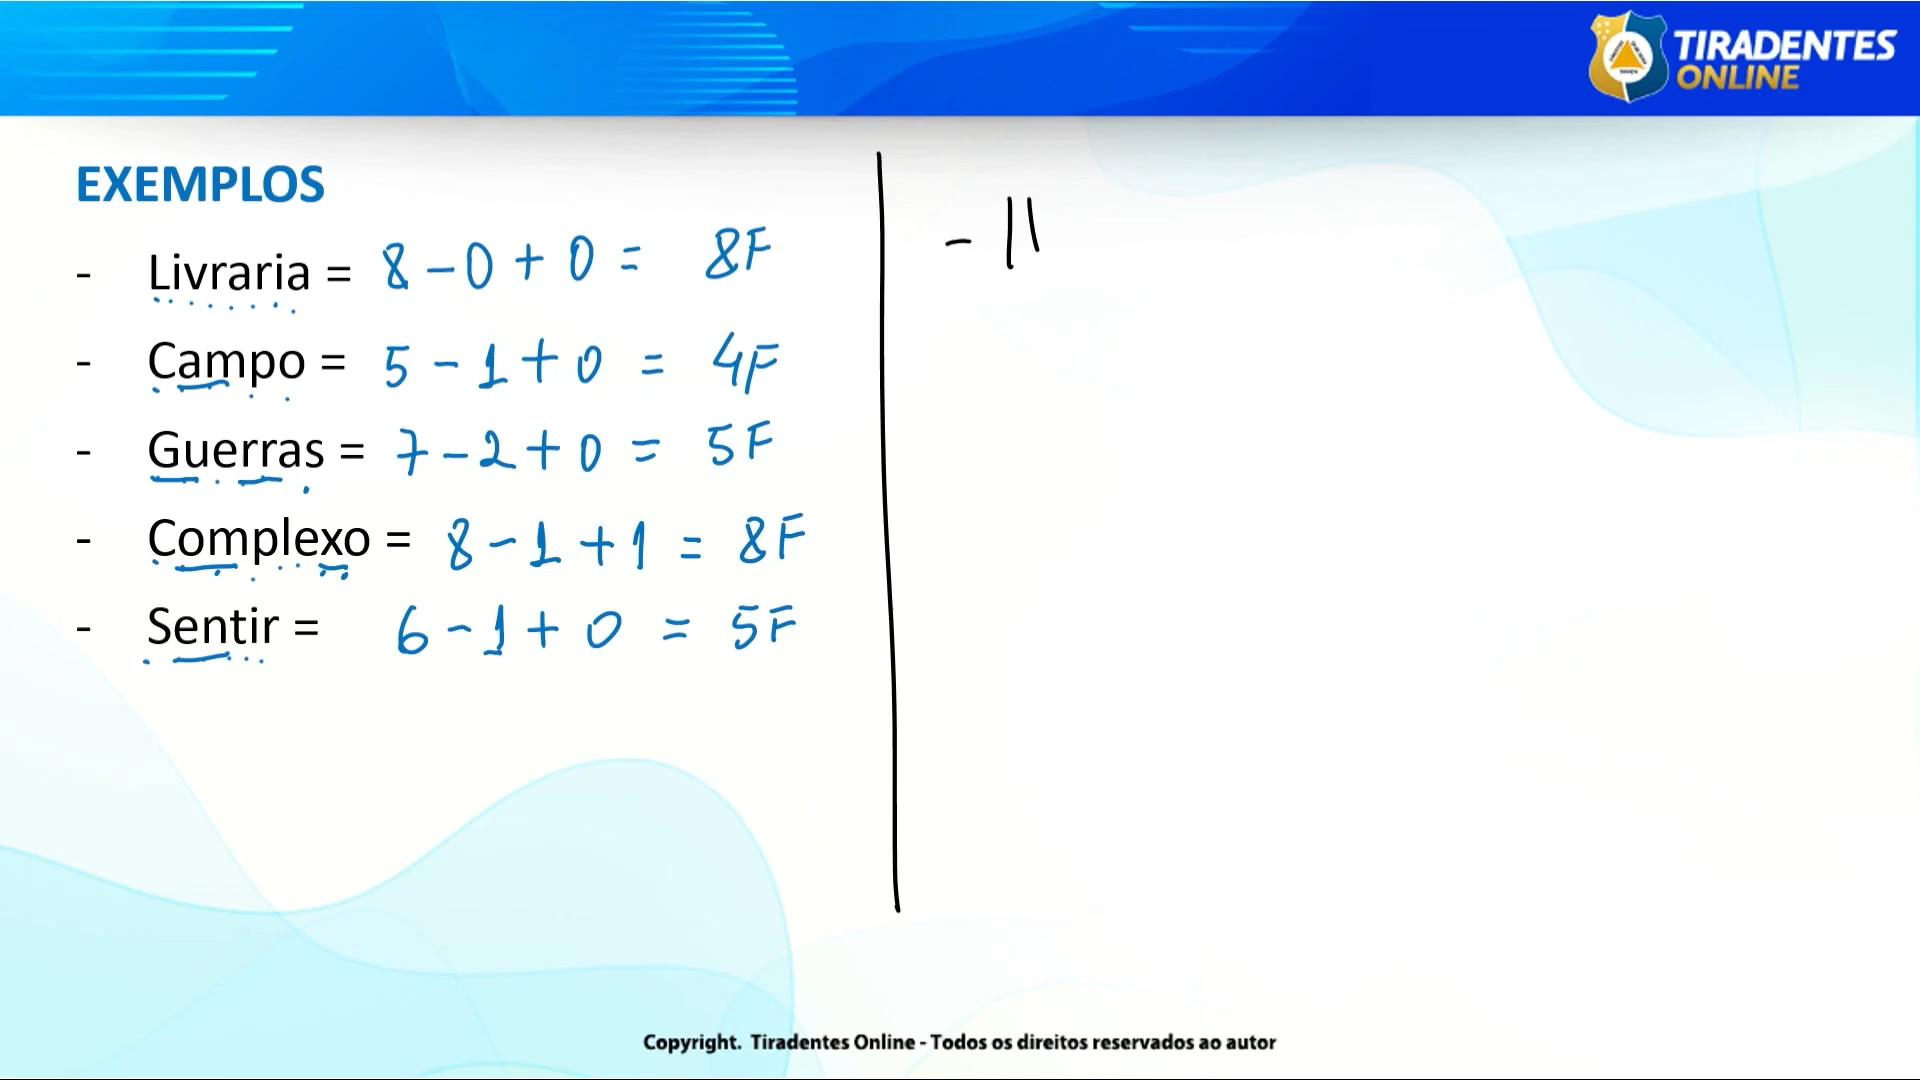 TIRADENTES
ONLINE
EXEMPLOS
- Livraria = 8 - 0 + 0 = 8F
- Campo = 5 - 1 + 0 = 4F
- Guerras = 7 - 2 + 0 = 5F
- Complexo = 8 - 1 + 1 = 8F
- Sentir = 6 - 1 + 0 = 5F
-
Copyright. Tiradentes Online - Todos os direitos reservados ao autor